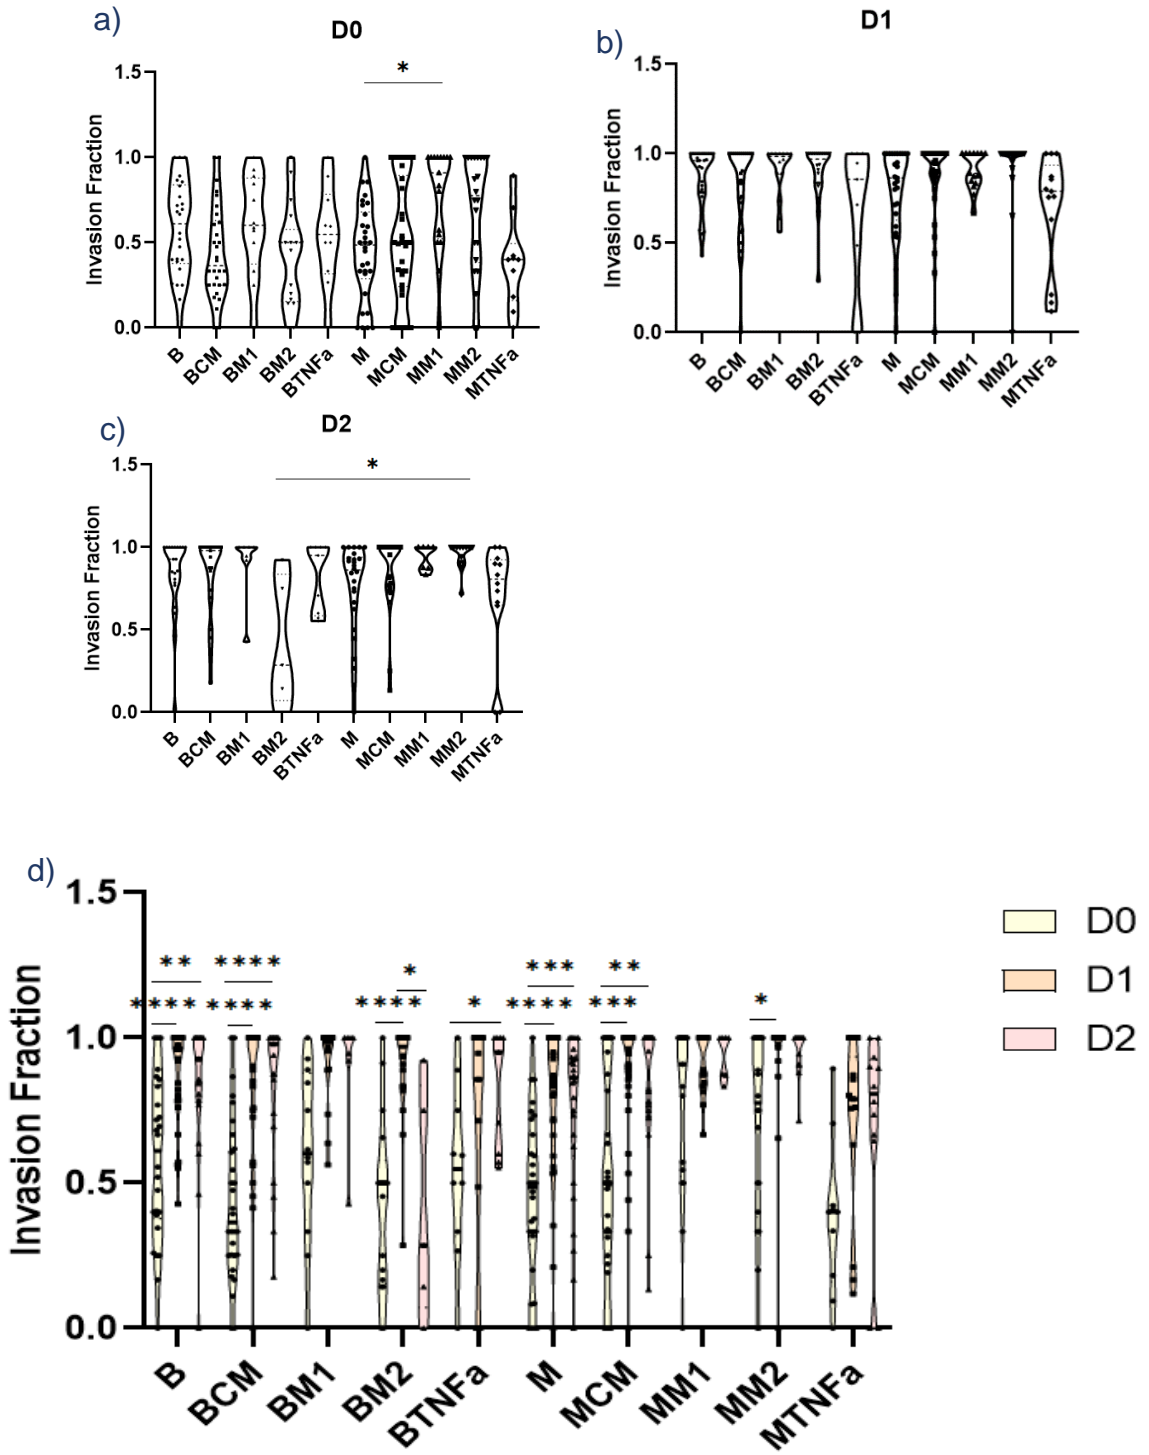 a)
D0
*
1.5
1.0
0.5
0.0
Invasion Fraction
B BCM BM1 BM2 BTNFa M MCM MM1 MM2 MTNFa
b)
D1
1.5
1.0
0.5
0.0
Invasion Fraction
B BCM BM1 BM2 BTNFa M MCM MM1 MM2 MTNFa
c)
D2
*
1.5
1.0
0.5
0.0
Invasion Fraction
B BCM BM1 BM2 BTNFa M MCM MM1 MM2 MTNFa
d)
1.5
1.0
0.5
0.0
Invasion Fraction
** **** * *** **
**** **** **** * **** *** *
B BCM BM1 BM2 BTNFa M MCM MM1 MM2 MTNFa
D0
D1
D2